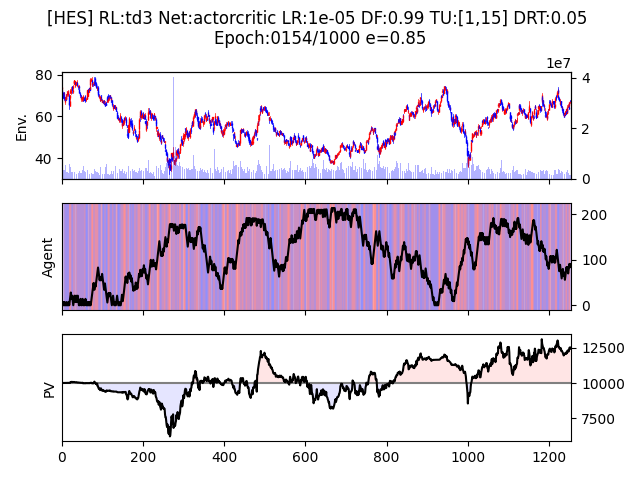 [HES] RL:td3 Net:actorcritic LR:1e-05 DF:0.99 TU:[1,15] DRT:0.05
Epoch:0154/1000 e=0.85
1e7
80
60
40
Env.
4
2
0
Agent
200
100
0
PV
12500
10000
7500
0 200 400 600 800 1000 1200